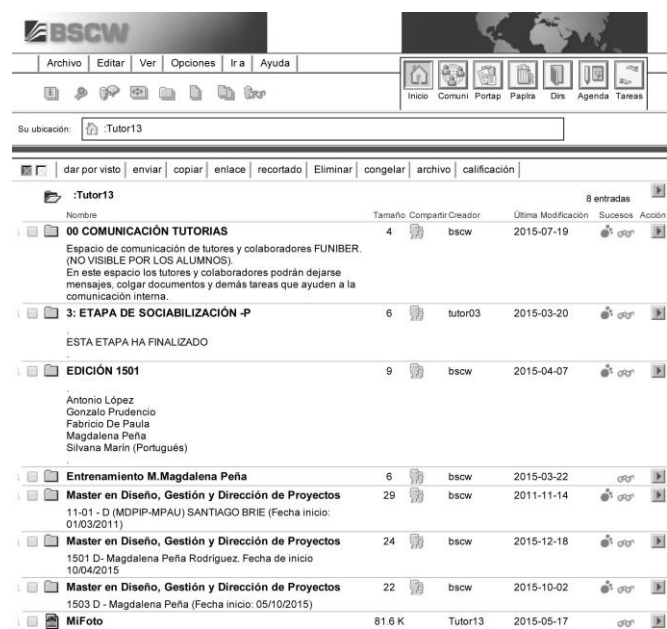 BSCW
Archivo Editar Ver Opciones Ir a Ayuda
Inicio Comuni Portap Paplra Dirs Agenda Tareas
Su ubicación: :Tutor13
dar por visto enviar copiar enlace recortado Eliminar congelar archivo calificación
:Tutor13 8 entradas
Nombre Tamaño Compartir Creador Última Modificación Sucesos Acción
00 COMUNICACIÓN TUTORIAS 4 bscw 2015-07-19
Espacio de comunicación de tutores y colaboradores FUNIBER.
(NO VISIBLE POR LOS ALUMNOS).
En este espacio los tutores y colaboradores podrán dejarse
mensajes, colgar documentos y demás tareas que ayuden a la
comunicación interna.
3: ETAPA DE SOCIABILIZACIÓN -P 6 tutor03 2015-03-20
.
ESTA ETAPA HA FINALIZADO
.
EDICIÓN 1501 9 bscw 2015-04-07
.
Antonio López
Gonzalo Prudencio
Fabricio De Paula
Magdalena Peña
Silvana Marín (Portugués)
.
Entrenamiento M.Magdalena Peña 6 bscw 2015-03-22
Master en Diseño, Gestión y Dirección de Proyectos 29 bscw 2011-11-14
11-01 - D (MDPIP-MPAU) SANTIAGO BRIE (Fecha inicio:
01/03/2011)
Master en Diseño, Gestión y Dirección de Proyectos 24 bscw 2015-12-18
1501 D- Magdalena Peña Rodríguez. Fecha de inicio
10/04/2015
Master en Diseño, Gestión y Dirección de Proyectos 22 bscw 2015-10-02
1503 D - Magdalena Peña (Fecha inicio: 05/10/2015)
MiFoto 81.6 K Tutor13 2015-05-17